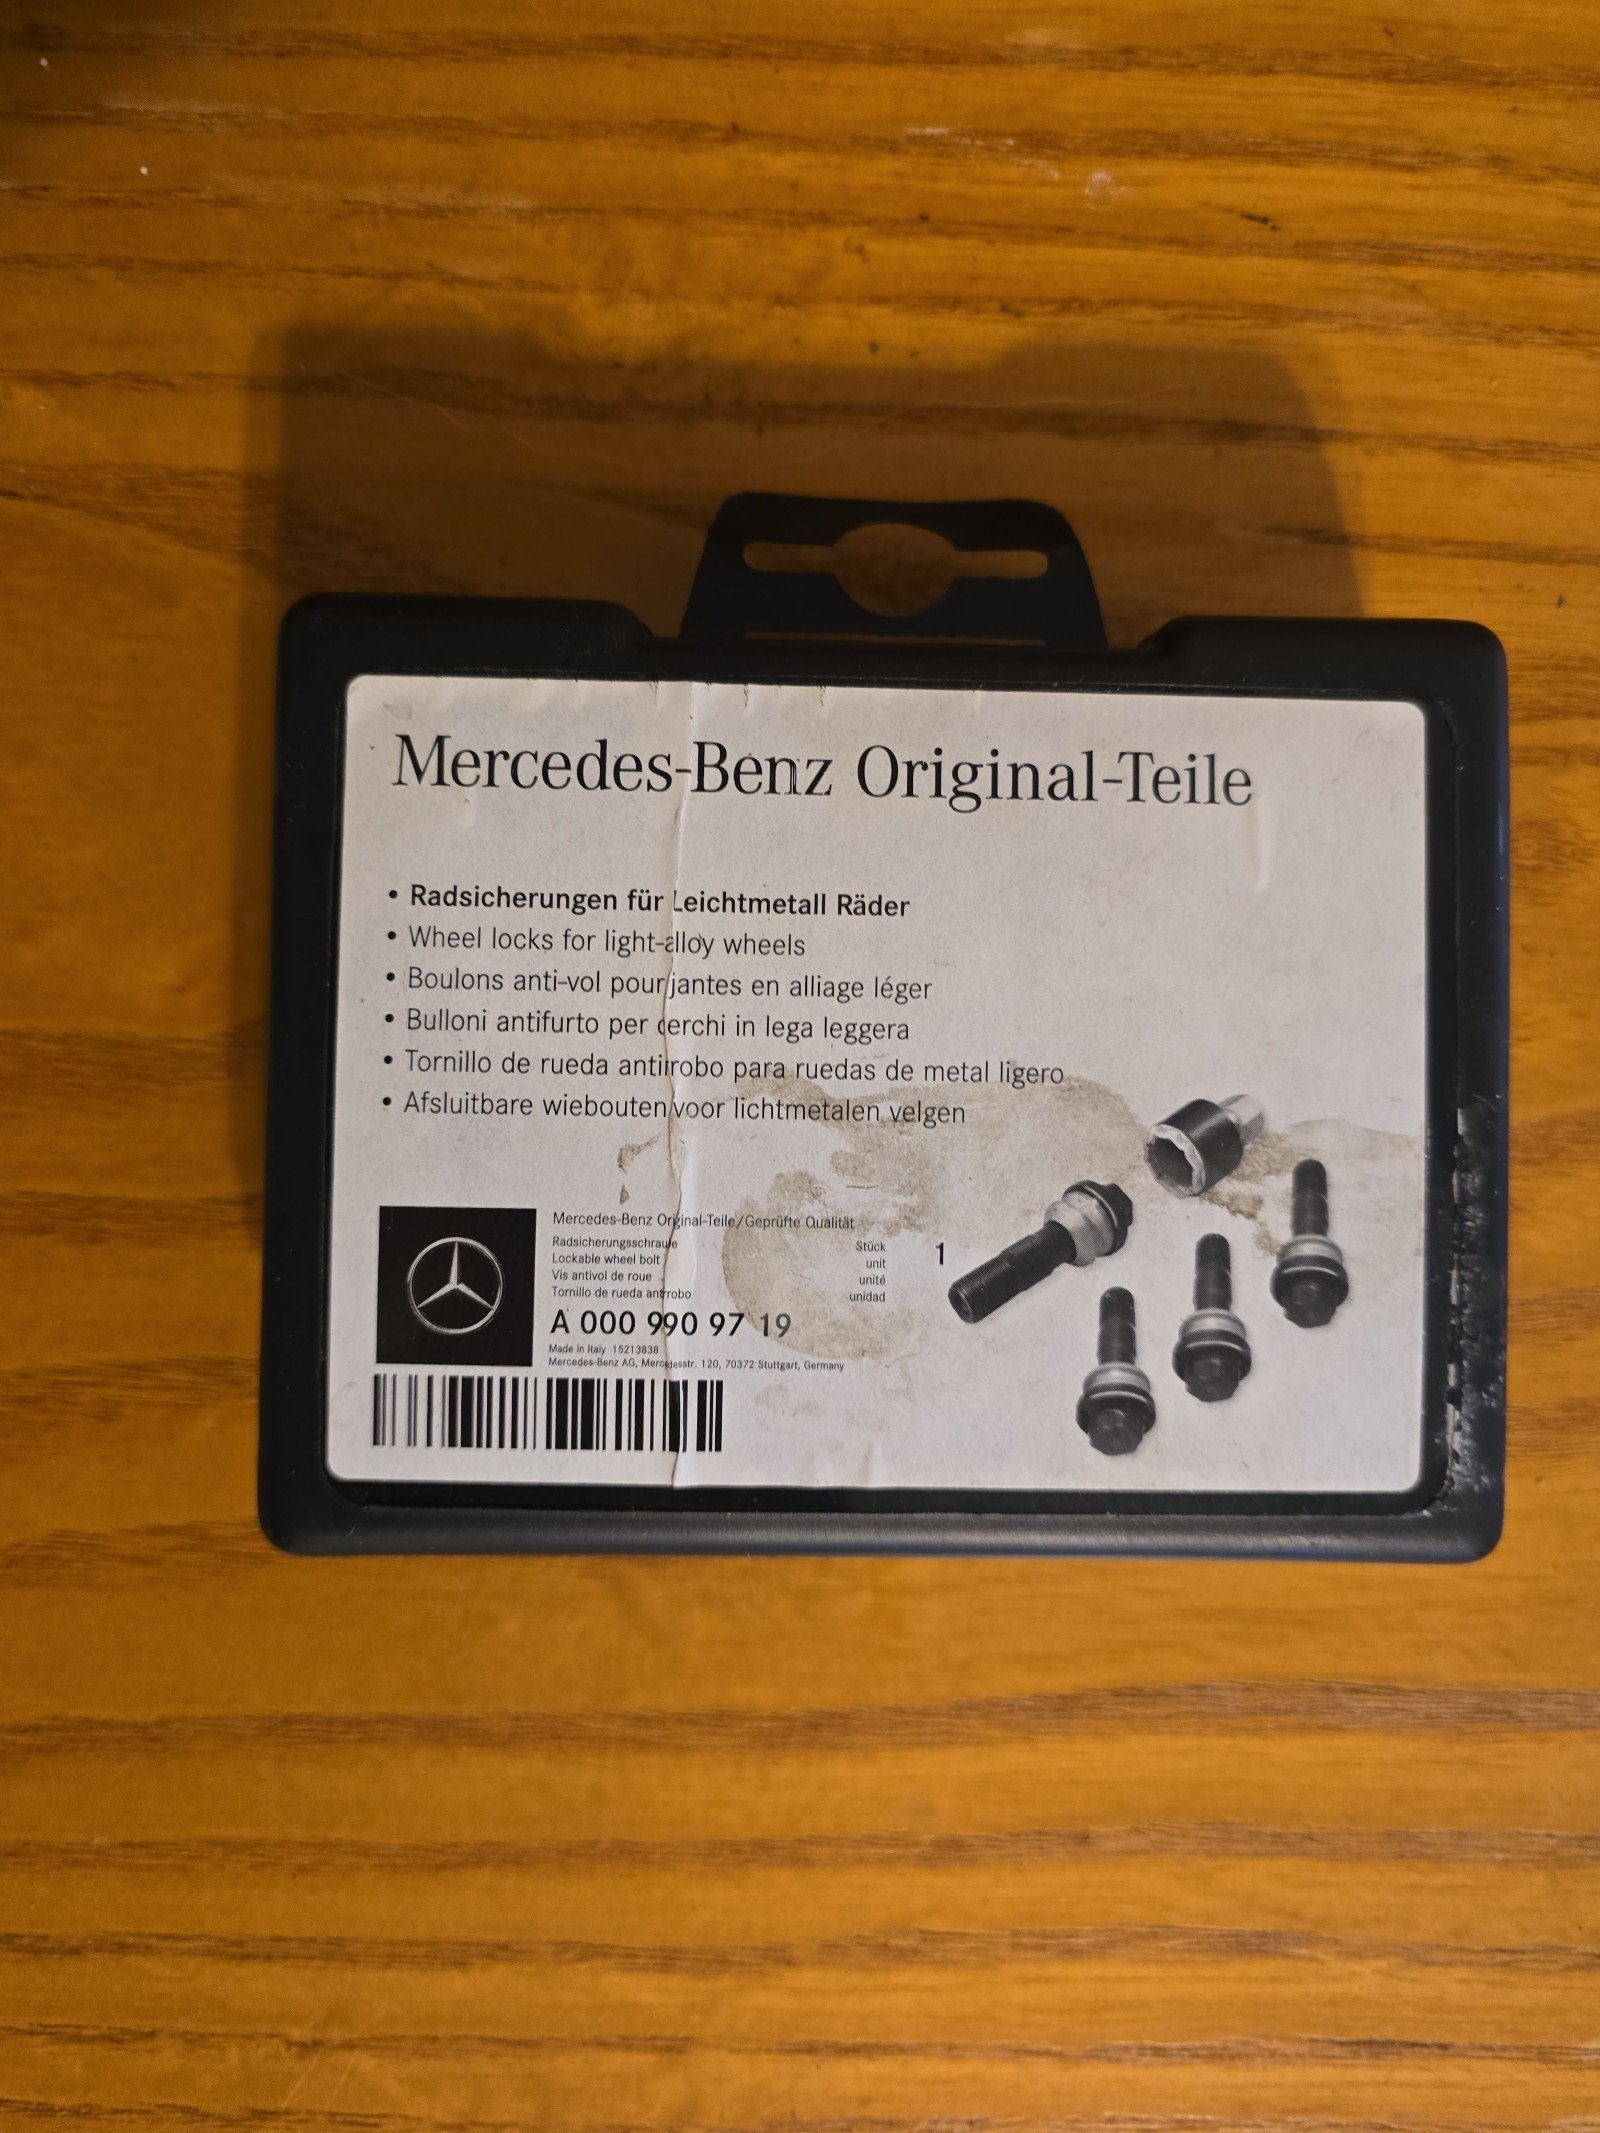 Mercedes-Benz Original-Teile
• Radsicherungen für Leichtmetall Räder
• Wheel locks for light-alloy wheels
• Boulons anti-vol pour jantes en alliage léger
• Bulloni antifurto per cerchi in lega leggera
• Tornillo de rueda antirrobo para ruedas de metal ligero
• Afsluitbare wiebouten voor lichtmetalen velgen
Mercedes-Benz Original-Teile/Geprüfte Qualität
Radsicherungsschraube Stück
Lockable wheel bolt unit 1
Vis antivol de roue unité
Tornillo de rueda antirrobo unidad
A 000 990 97 19
Made in Italy 15213838
Mercedes-Benz AG, Mercedesstr. 120, 70372 Stuttgart, Germany